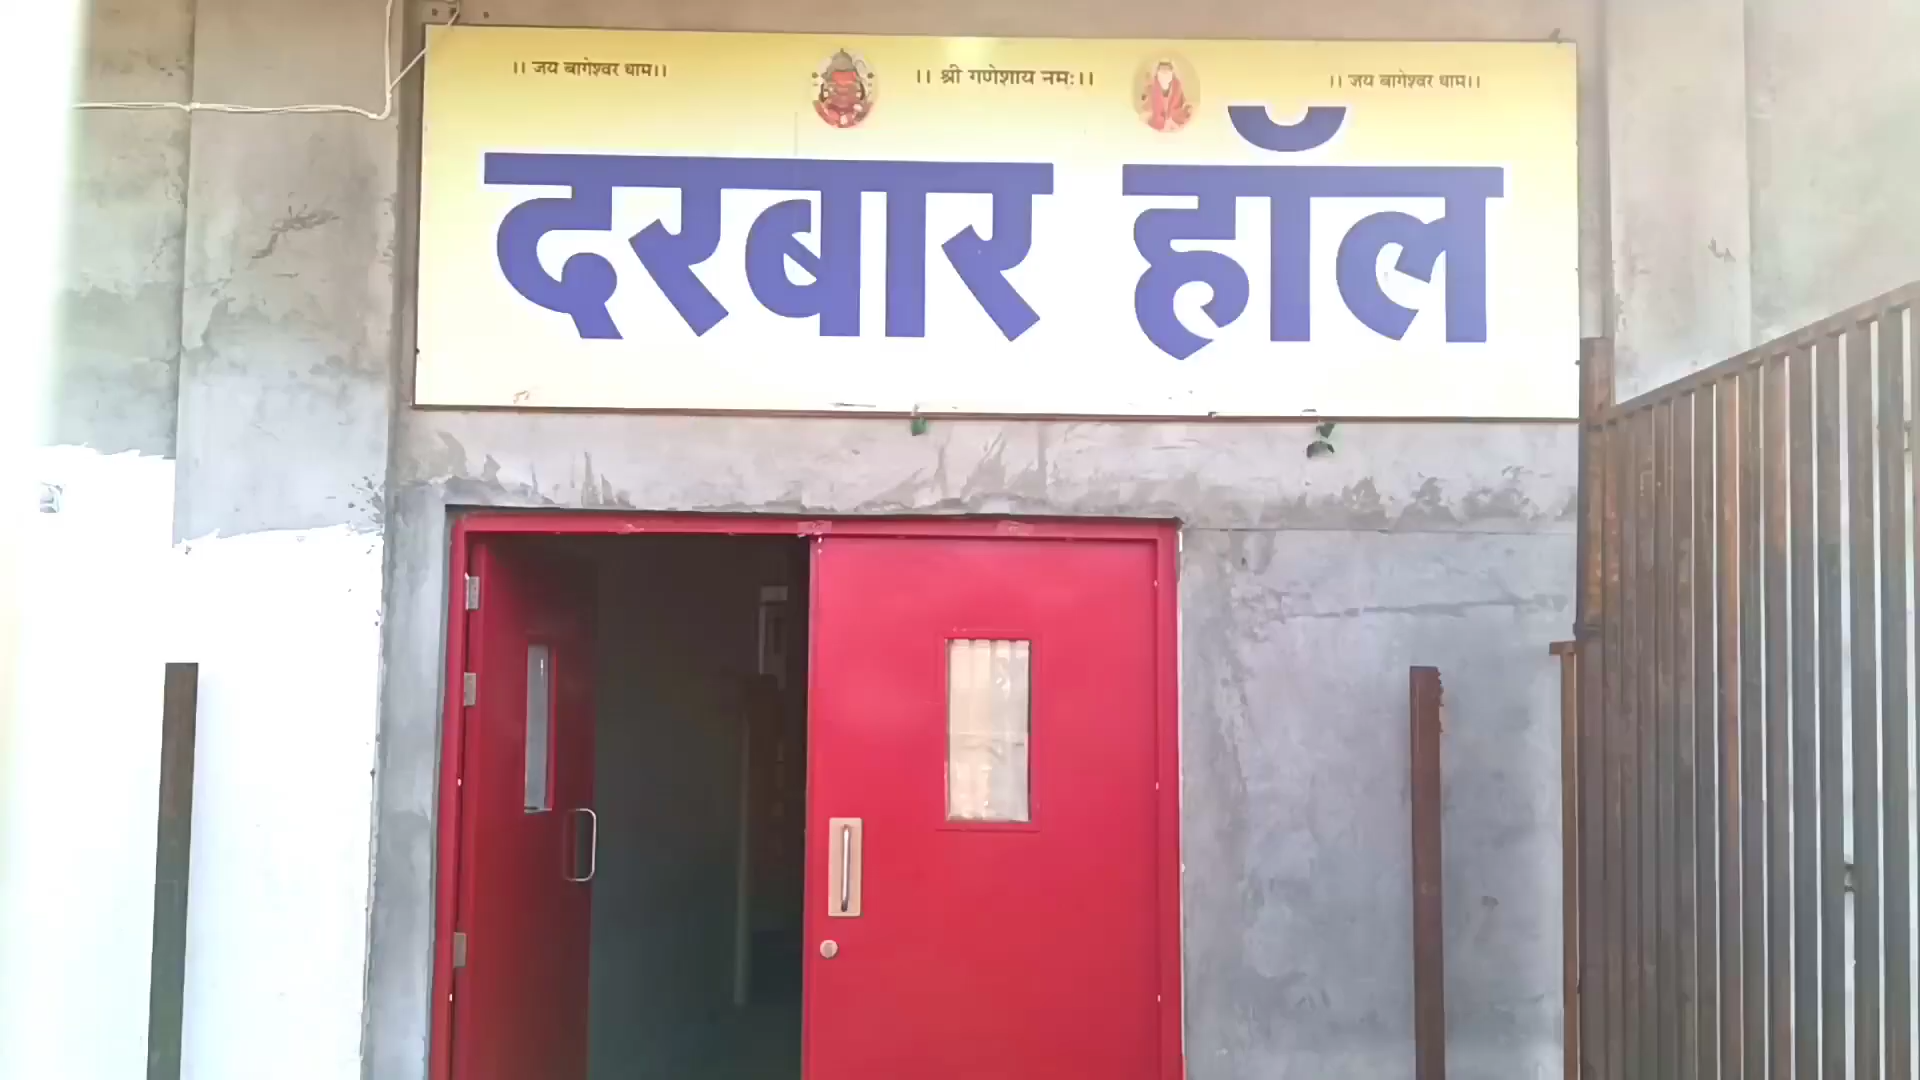 ।। जय बागेश्वर धाम।। ।। श्री गणेशाय नमः।। ।। जय बागेश्वर धाम।।
दरबार हॉल